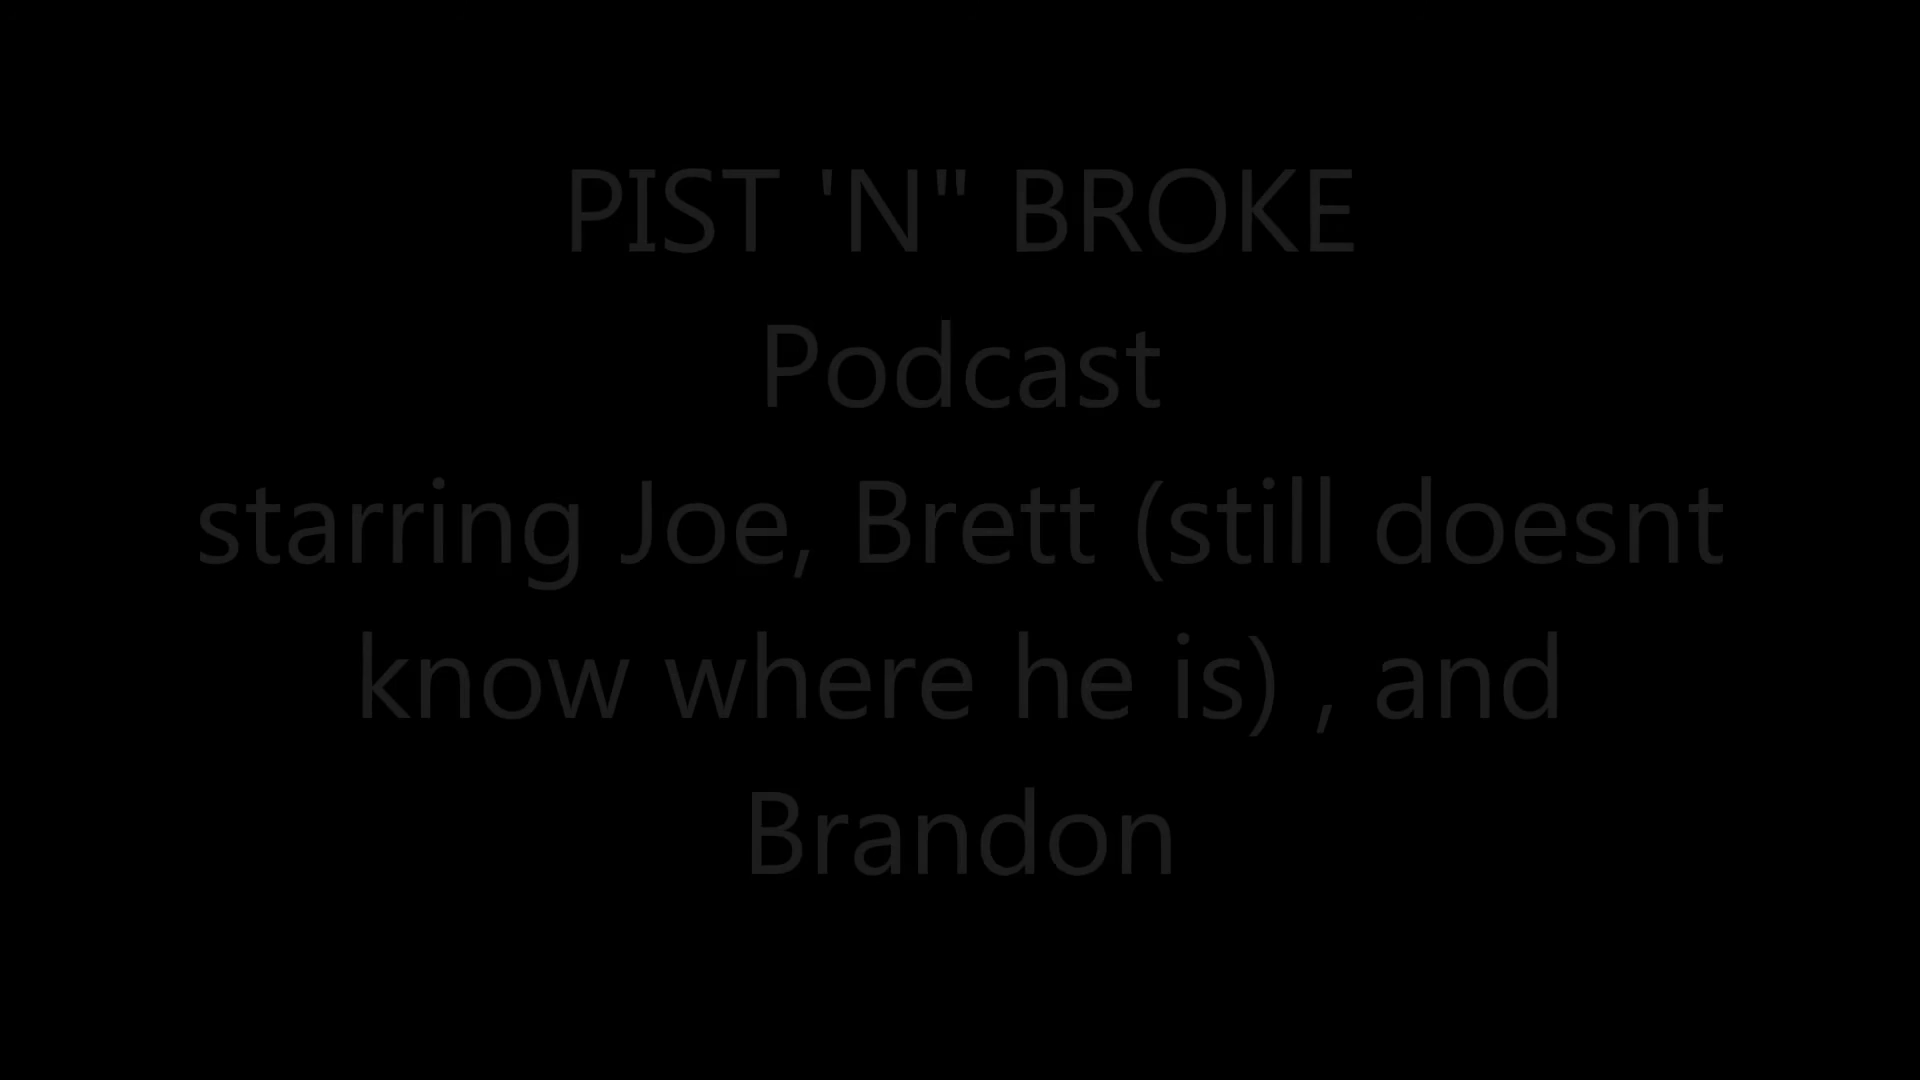 PIST 'N" BROKE
Podcast
starring Joe, Brett (still doesnt
know where he is) , and
Brandon